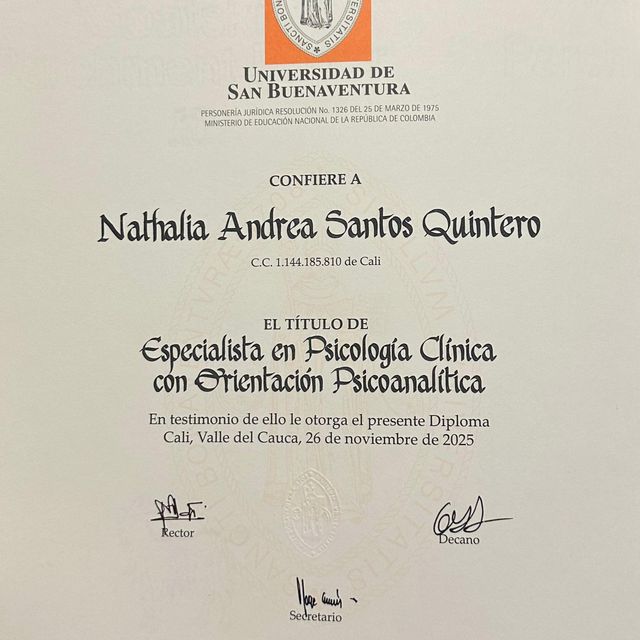 UNIVERSIDAD DE
SAN BUENAVENTURA
PERSONERÍA JURÍDICA RESOLUCIÓN No. 1326 DEL 25 DE MARZO DE 1975
MINISTERIO DE EDUCACIÓN NACIONAL DE LA REPÚBLICA DE COLOMBIA
CONFIERE A
Nathalia Andrea Santos Quintero
C.C. 1.144.185.810 de Cali
EL TÍTULO DE
Especialista en Psicología Clínica
con Orientación Psicoanalítica
En testimonio de ello le otorga el presente Diploma
Cali, Valle del Cauca, 26 de noviembre de 2025
Rector
Decano
Secretario